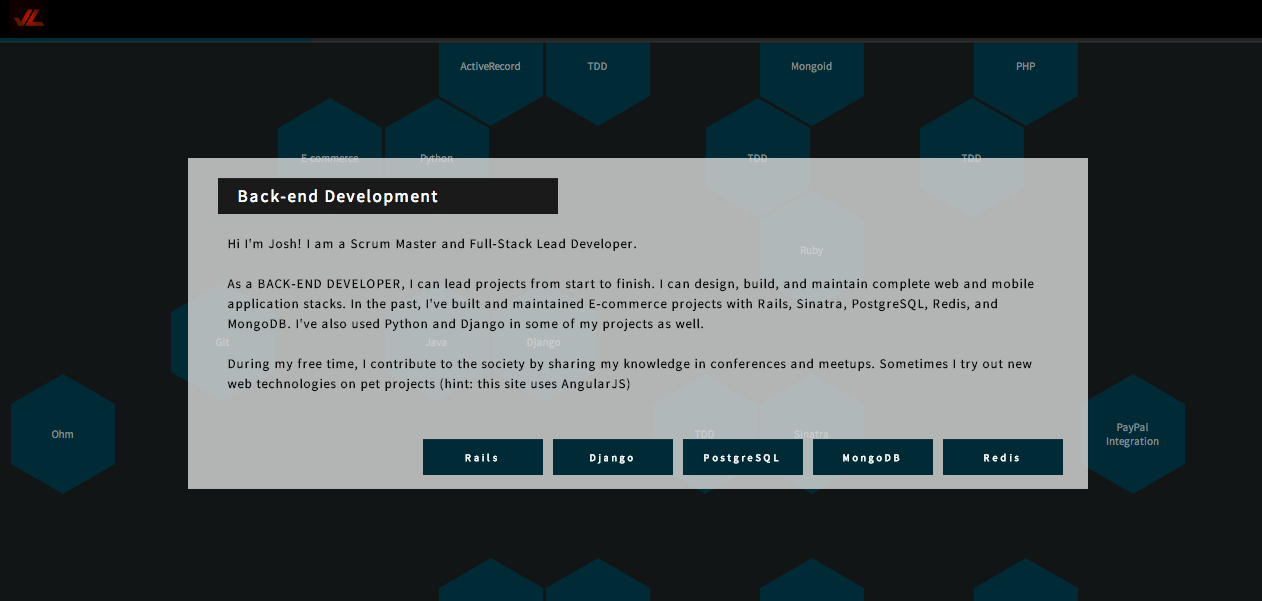 JL
ActiveRecord
TDD
Mongoid
PHP
E-commerce
Python
TDD
TDD
Back-end Development
Hi I'm Josh! I am a Scrum Master and Full-Stack Lead Developer.
Ruby
As a BACK-END DEVELOPER, I can lead projects from start to finish. I can design, build, and maintain complete web and mobile
application stacks. In the past, I've built and maintained E-commerce projects with Rails, Sinatra, PostgreSQL, Redis, and
MongoDB. I've also used Python and Django in some of my projects as well.
Git
Java
Django
During my free time, I contribute to the society by sharing my knowledge in conferences and meetups. Sometimes I try out new
web technologies on pet projects (hint: this site uses AngularJS)
Ohm
TDD
Sinatra
PayPal
Integration
Rails
Django
PostgreSQL
MongoDB
Redis